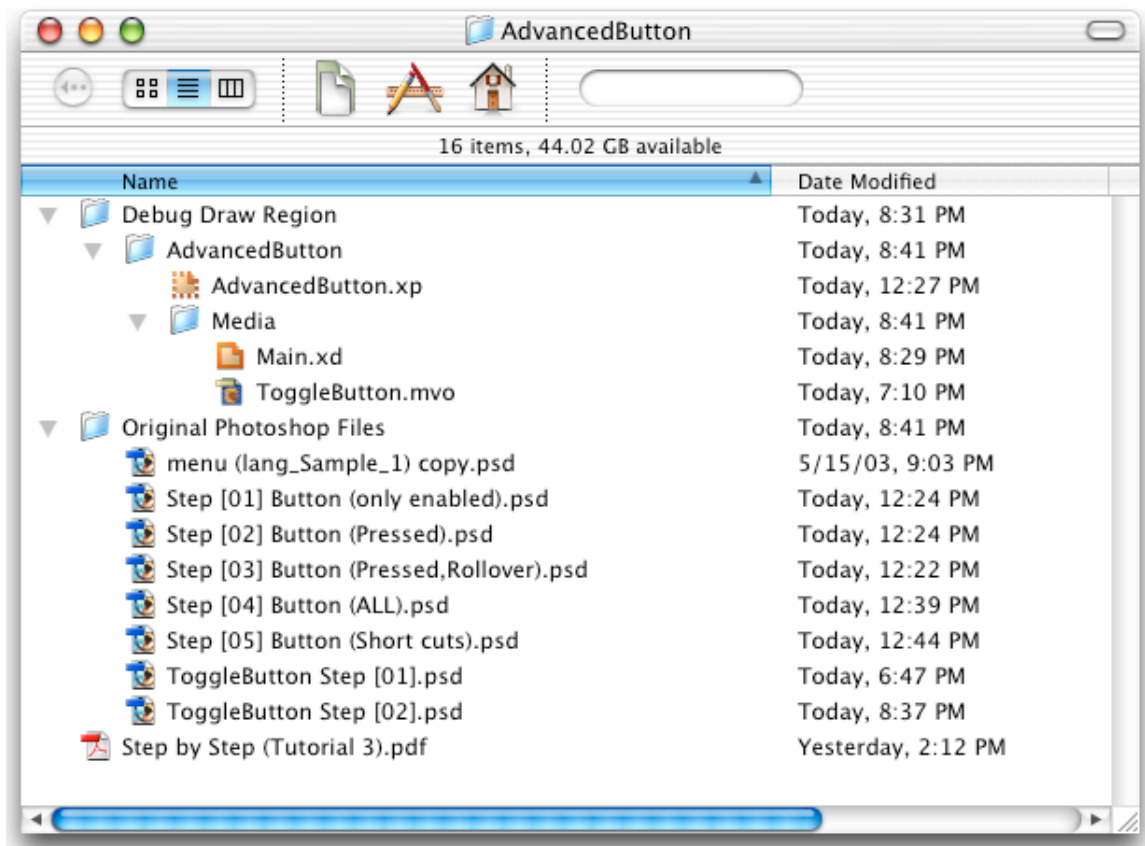 AdvancedButton
16 items, 44.02 GB available
Name Date Modified
Debug Draw Region Today, 8:31 PM
AdvancedButton Today, 8:41 PM
AdvancedButton.xp Today, 12:27 PM
Media Today, 8:41 PM
Main.xd Today, 8:29 PM
ToggleButton.mvo Today, 7:10 PM
Original Photoshop Files Today, 8:41 PM
menu (lang_Sample_1) copy.psd 5/15/03, 9:03 PM
Step [01] Button (only enabled).psd Today, 12:24 PM
Step [02] Button (Pressed).psd Today, 12:24 PM
Step [03] Button (Pressed,Rollover).psd Today, 12:22 PM
Step [04] Button (ALL).psd Today, 12:39 PM
Step [05] Button (Short cuts).psd Today, 12:44 PM
ToggleButton Step [01].psd Today, 6:47 PM
ToggleButton Step [02].psd Today, 8:37 PM
Step by Step (Tutorial 3).pdf Yesterday, 2:12 PM